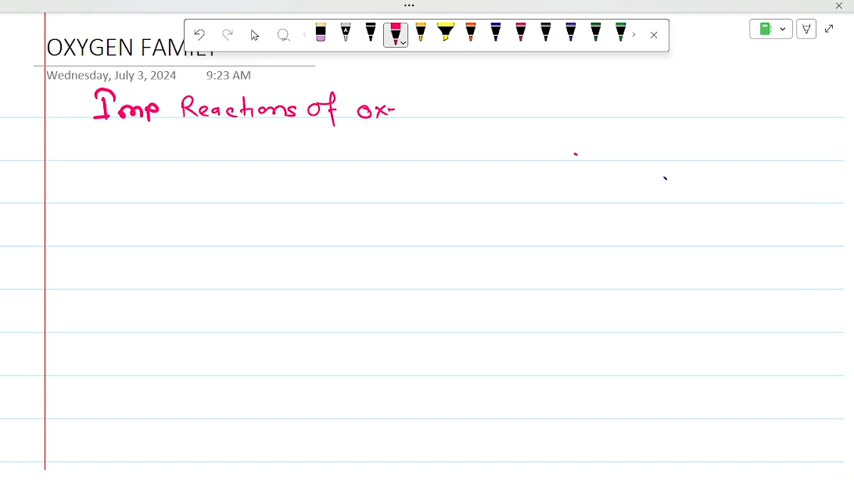 OXYGEN FAMILY
Wednesday, July 3, 2024 9:23 AM
Imp Reactions of ox-